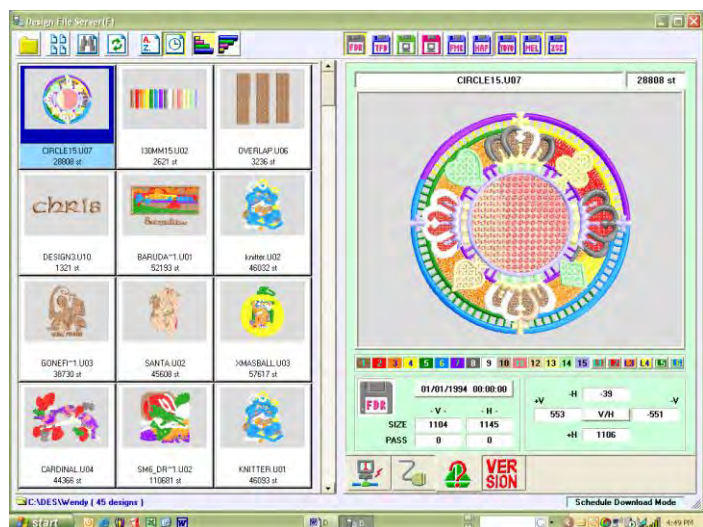 Design File Server(F)
FDR TFD FMC HAP TOYO MEL ZSK
CIRCLE15.U07 28808 st
CIRCLE15.U07
28808 st
130MM15.U02
2621 st
OVERLAP.U06
3236 st
chris
DESIGN3.U10
1321 st
BARUDA~1.U01
52193 st
knitter.U02
46032 st
GONEFI~1.U03
38730 st
SANTA.U02
45608 st
XMASBALL.U03
57617 st
CARDINAL.U04
44366 st
SM6_DR~1.U02
110681 st
KNITTER.U01
46093 st
1 2 3 4 5 6 7 8 9 10 11 12 13 14 15 L4
FDR
01/01/1994 00:00:00
- V - - H -
SIZE 1104 1145
PASS 0 0
-H -39
+V -V
553 V/H -551
+H 1106
VER
SION
C:\DES\Wendy ( 45 designs )
Schedule Download Mode
start
4:49 PM